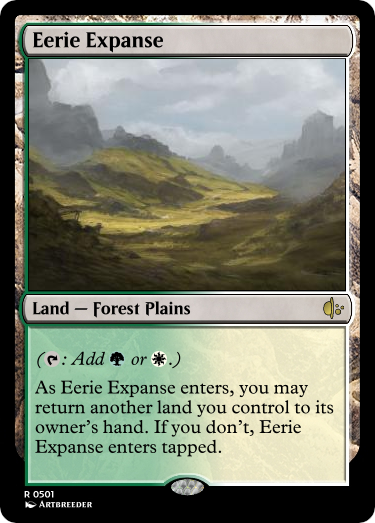 Eerie Expanse
Land — Forest Plains
(: Add or .)
As Eerie Expanse enters, you may
return another land you control to its
owner's hand. If you don't, Eerie
Expanse enters tapped.
R 0501
Artbreeder